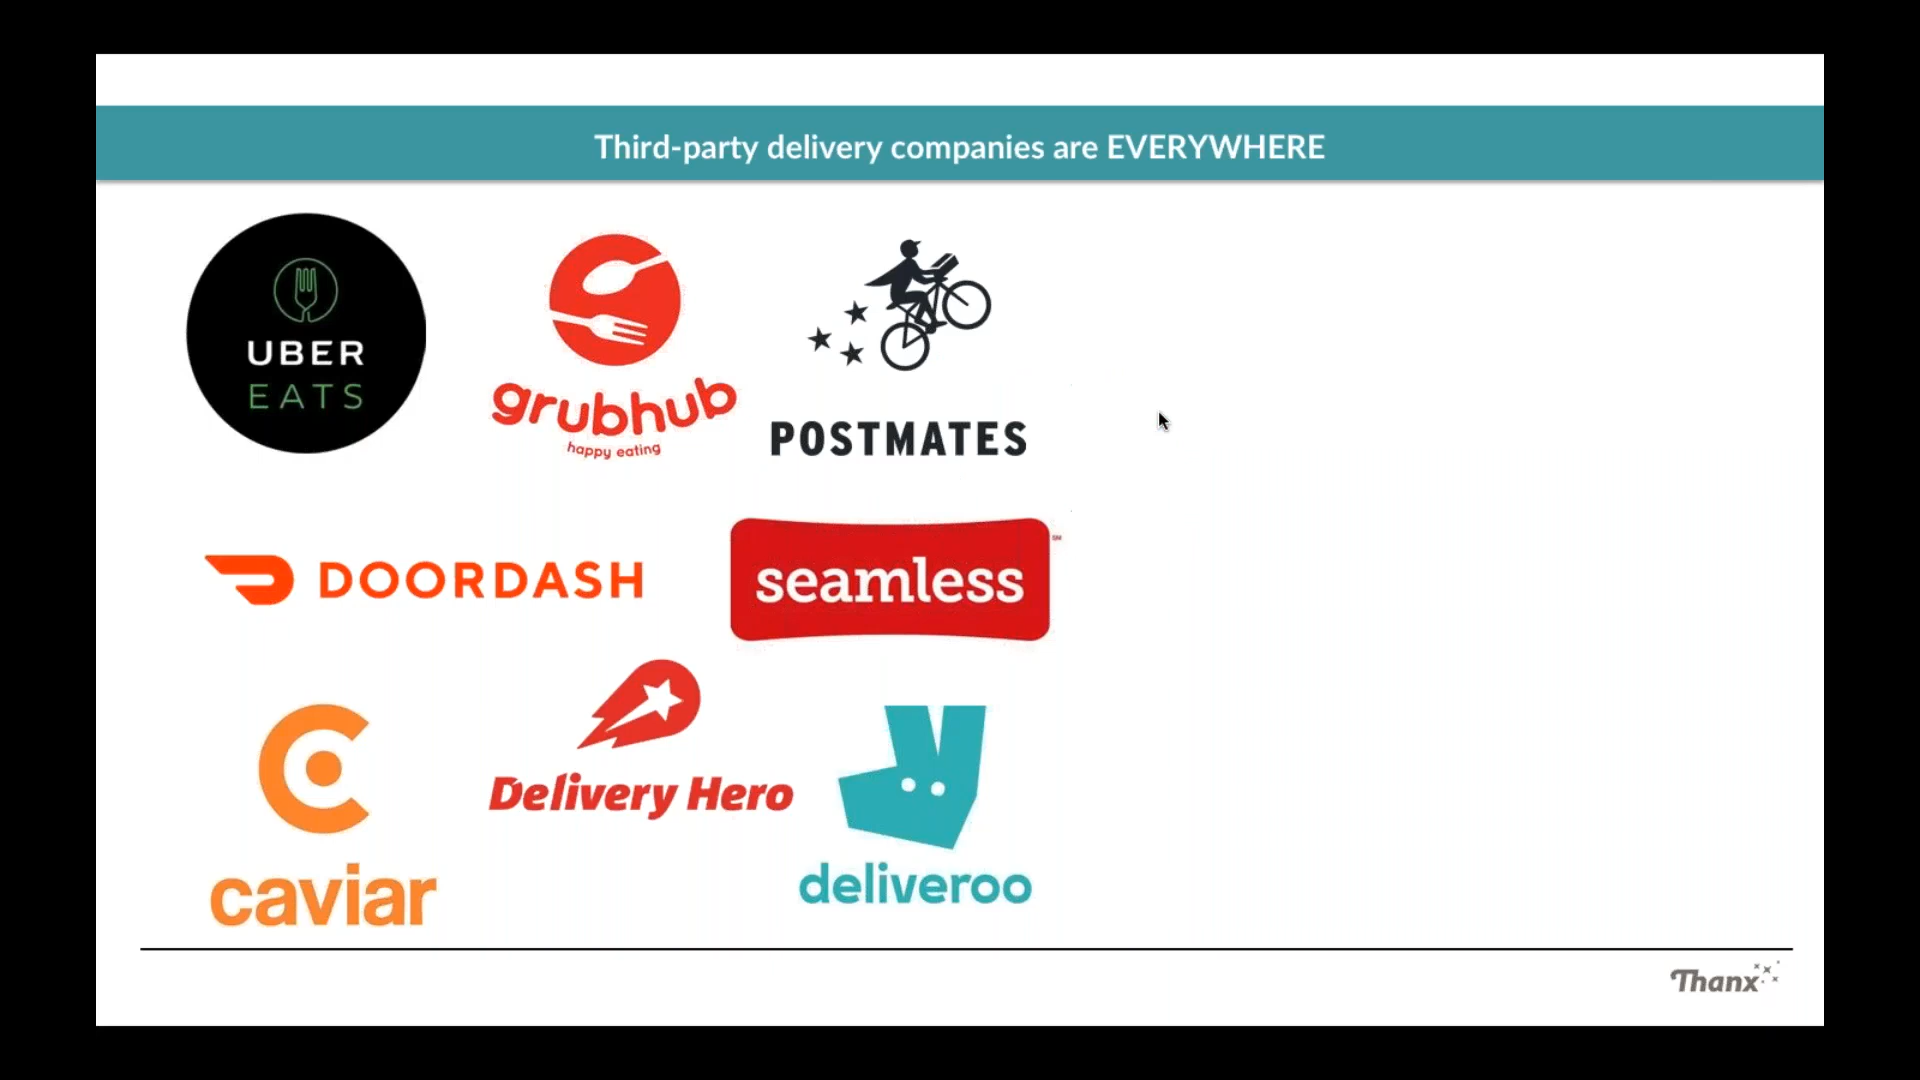 Third-party delivery companies are EVERYWHERE
UBER
EATS
grubhub
happy eating
POSTMATES
DOORDASH
seamless
SM
Delivery Hero
caviar
deliveroo
Thanx